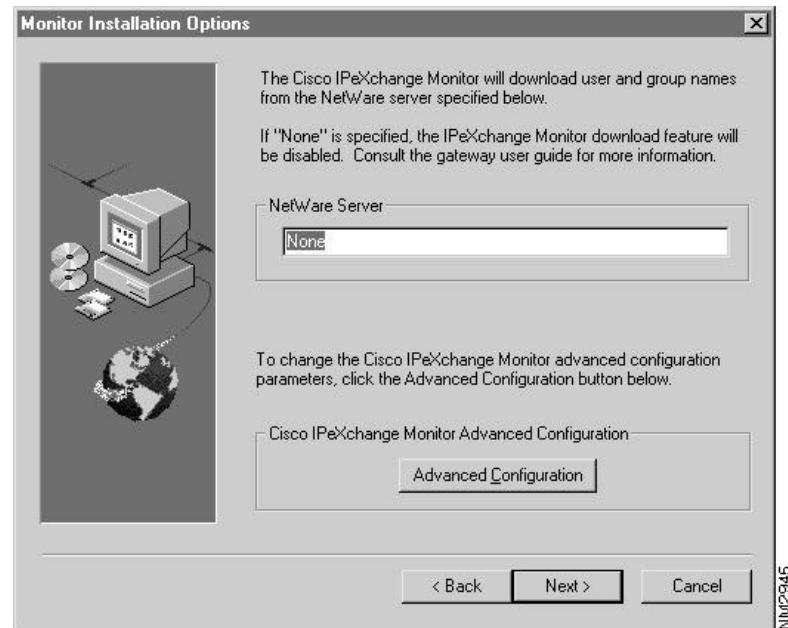 Monitor Installation Options
The Cisco IPeXchange Monitor will download user and group names
from the NetWare server specified below.
If "None" is specified, the IPeXchange Monitor download feature will
be disabled. Consult the gateway user guide for more information.
NetWare Server
None
To change the Cisco IPeXchange Monitor advanced configuration
parameters, click the Advanced Configuration button below.
Cisco IPeXchange Monitor Advanced Configuration
Advanced Configuration
< Back
Next >
Cancel
NM2945